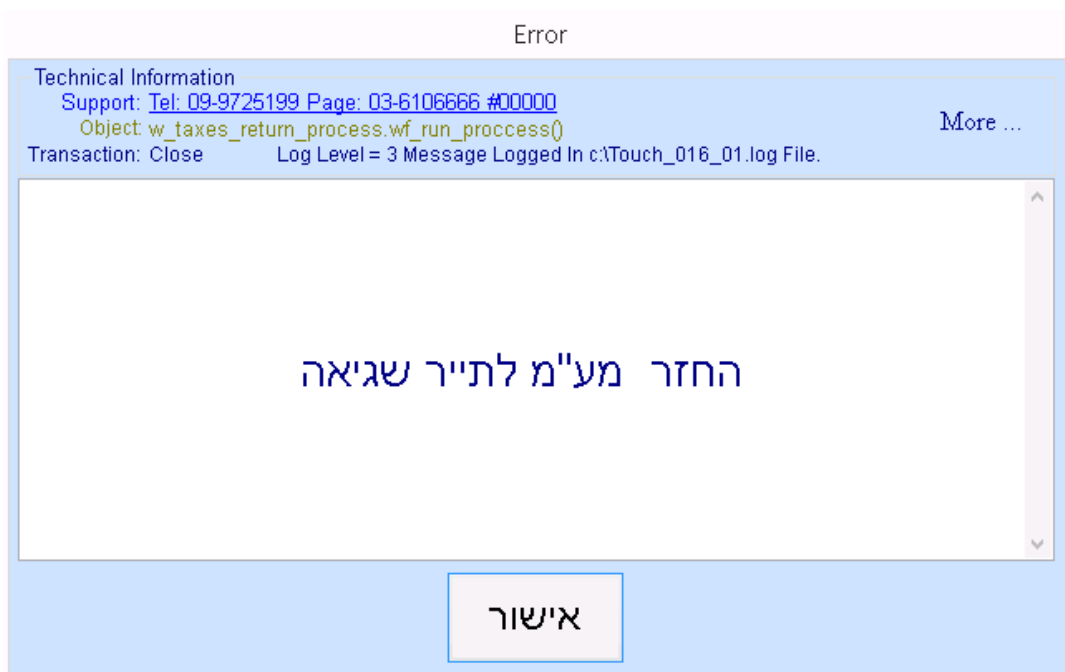 Error
Technical Information
Support: Tel: 09-9725199 Page: 03-6106666 #00000
Object: w_taxes_return_process.wf_run_proccess()
More ...
Transaction: Close Log Level = 3 Message Logged In c:\Touch_016_01.log File.
החזר מע"מ לתייר שגיאה
אישור